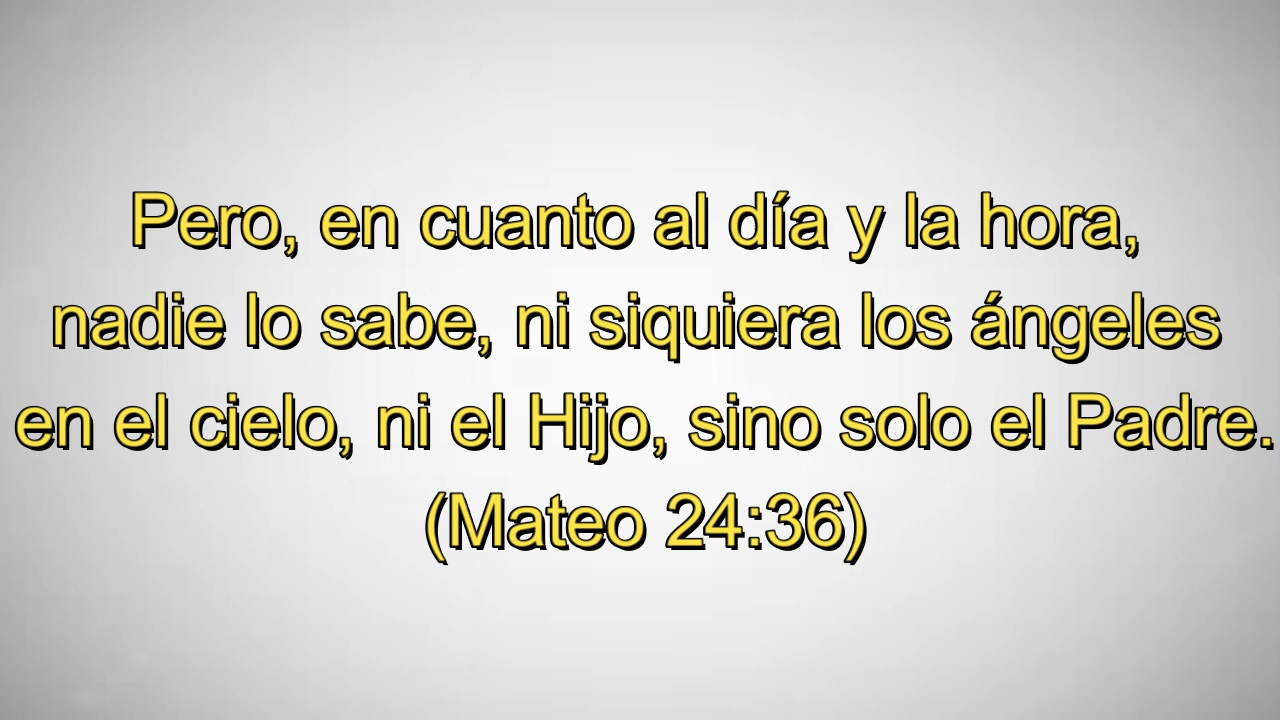 Pero, en cuanto al día y la hora,
nadie lo sabe, ni siquiera los ángeles
en el cielo, ni el Hijo, sino solo el Padre.
(Mateo 24:36)